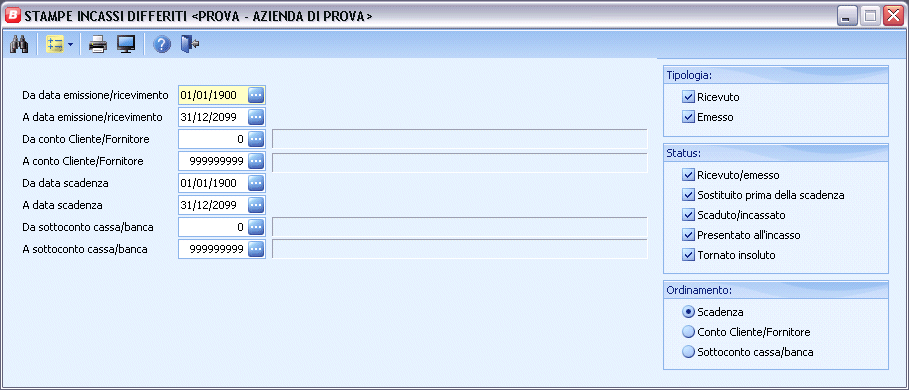 B STAMPE INCASSI DIFFERITI <PROVA - AZIENDA DI PROVA>
Da data emissione/ricevimento 01/01/1900
A data emissione/ricevimento 31/12/2099
Da conto Cliente/Fornitore 0
A conto Cliente/Fornitore 999999999
Da data scadenza 01/01/1900
A data scadenza 31/12/2099
Da sottoconto cassa/banca 0
A sottoconto cassa/banca 999999999
Tipologia:
Ricevuto
Emesso
Status:
Ricevuto/emesso
Sostituito prima della scadenza
Scaduto/incassato
Presentato all'incasso
Tornato insoluto
Ordinamento:
Scadenza
Conto Cliente/Fornitore
Sottoconto cassa/banca